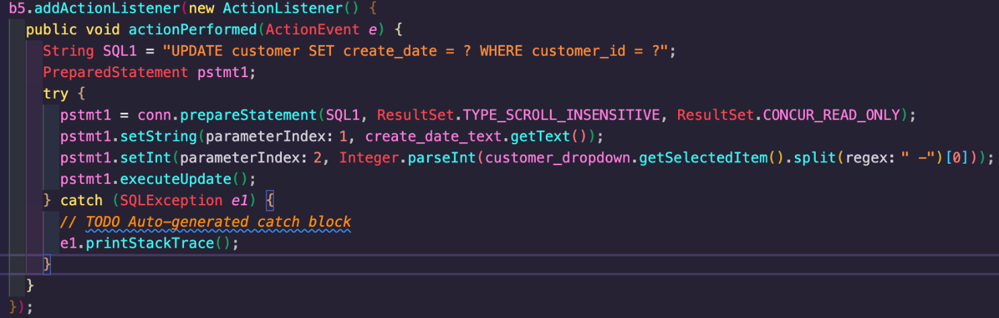 b5.addActionListener(new ActionListener() {
public void actionPerformed(ActionEvent e) {
String SQL1 = "UPDATE customer SET create_date = ? WHERE customer_id = ?";
PreparedStatement pstmt1;
try {
pstmt1 = conn.prepareStatement(SQL1, ResultSet.TYPE_SCROLL_INSENSITIVE, ResultSet.CONCUR_READ_ONLY);
pstmt1.setString(parameterIndex: 1, create_date_text.getText());
pstmt1.setInt(parameterIndex: 2, Integer.parseInt(customer_dropdown.getSelectedItem().split(regex: " -")[0]));
pstmt1.executeUpdate();
} catch (SQLException e1) {
// TODO Auto-generated catch block
e1.printStackTrace();
}
}
});